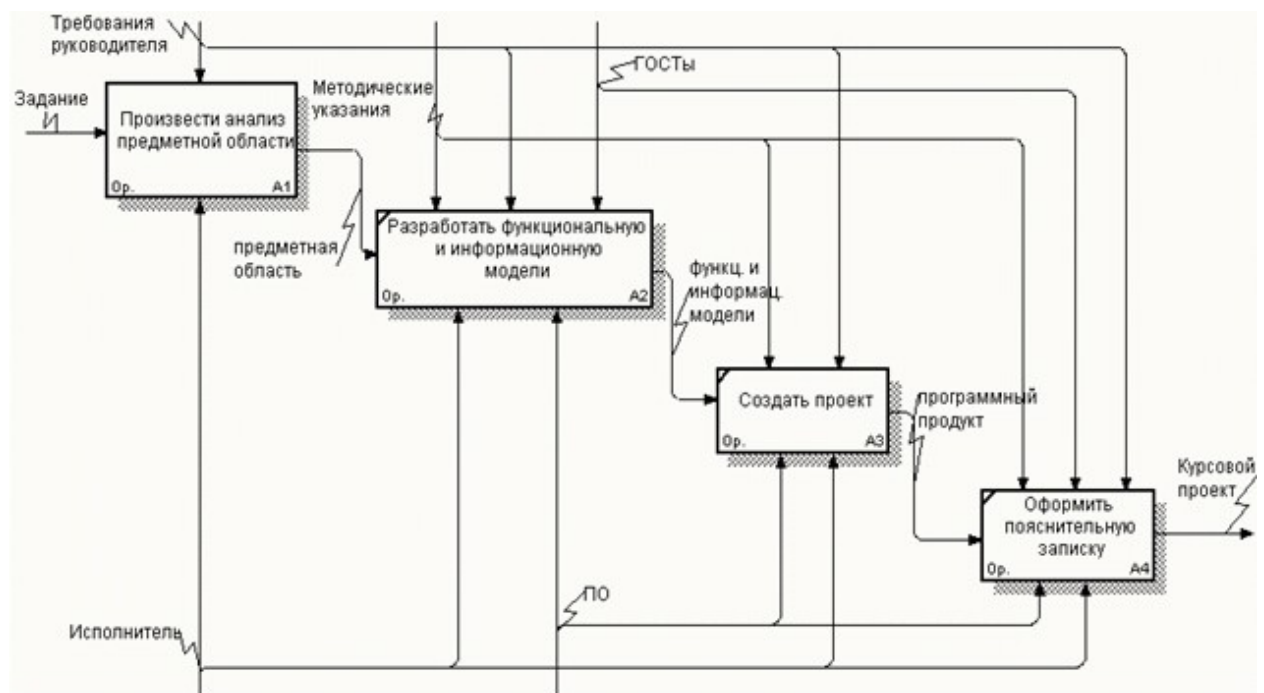 Требования
руководителя
ГОСТы
Задание
Методические
указания
Произвести анализ
предметной области
0р.
А1
предметная
область
Разработать функциональную
и информационную
модели
0р.
А2
функц. и
информац.
модели
Создать проект
0р.
А3
программный
продукт
Курсовой
проект
Оформить
пояснительную
записку
0р.
А4
ПО
Исполнитель